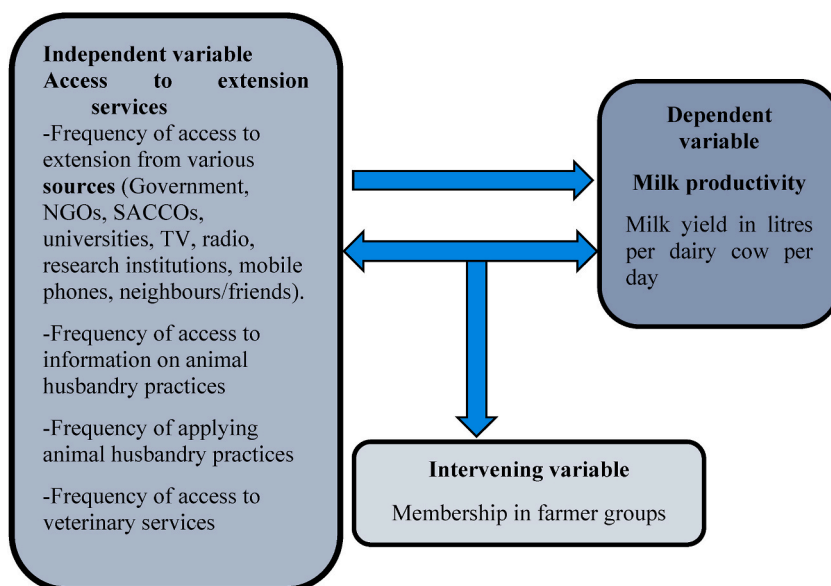 Independent variable
Access to extension
services
-Frequency of access to
extension from various
sources (Government,
NGOs, SACCOs,
universities, TV, radio,
research institutions, mobile
phones, neighbours/friends).
-Frequency of access to
information on animal
husbandry practices
-Frequency of applying
animal husbandry practices
-Frequency of access to
veterinary services
Dependent
variable
Milk productivity
Milk yield in litres
per dairy cow per
day
Intervening variable
Membership in farmer groups